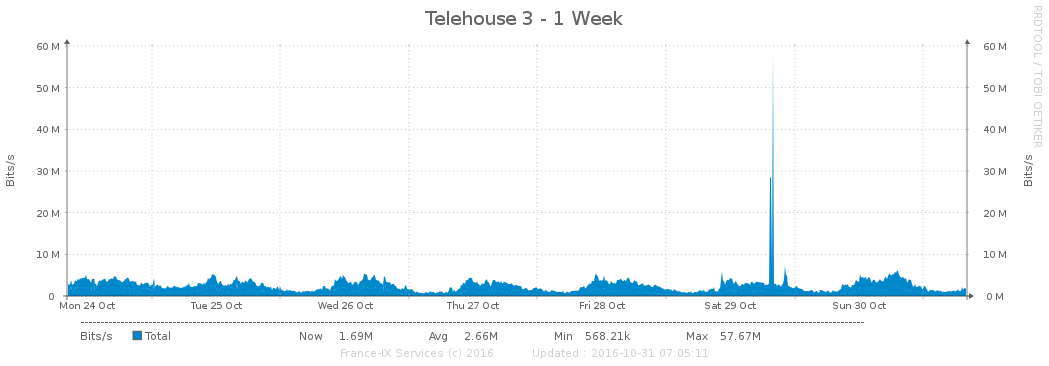 Telehouse 3 - 1 Week
RRDTOOL / TOBI OETIKER
Bits/s
60 M
50 M
40 M
30 M
20 M
10 M
0
60 M
50 M
40 M
30 M
20 M
10 M
0 M
Bits/s
Mon 24 Oct Tue 25 Oct Wed 26 Oct Thu 27 Oct Fri 28 Oct Sat 29 Oct Sun 30 Oct
Bits/s Total Now 1.69M Avg 2.66M Min 568.21k Max 57.67M
France-IX Services (c) 2016 Updated : 2016-10-31 07:05:11